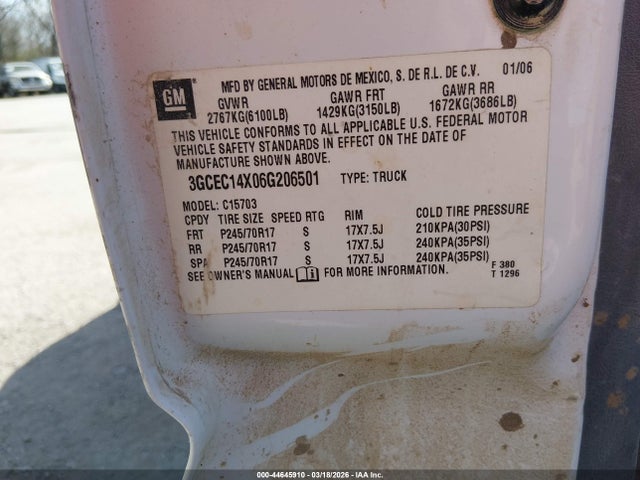 GM
MFD BY GENERAL MOTORS DE MEXICO, S. DE R.L. DE C.V. 01/06
GVWR GAWR FRT GAWR RR
2767KG(6100LB) 1429KG(3150LB) 1672KG(3686LB)
THIS VEHICLE CONFORMS TO ALL APPLICABLE U.S. FEDERAL MOTOR
VEHICLE SAFETY STANDARDS IN EFFECT ON THE DATE OF
MANUFACTURE SHOWN ABOVE.
3GCEC14X06G206501 TYPE: TRUCK
MODEL: C15703
CPDY TIRE SIZE SPEED RTG RIM COLD TIRE PRESSURE
FRT P245/70R17 S 17X7.5J 210KPA(30PSI)
RR P245/70R17 S 17X7.5J 240KPA(35PSI)
SPA P245/70R17 S 17X7.5J 240KPA(35PSI)
SEE OWNER'S MANUAL FOR MORE INFORMATION.
F 380
T 1296
000-44645910 | 03/18/2026 | IAA Inc.